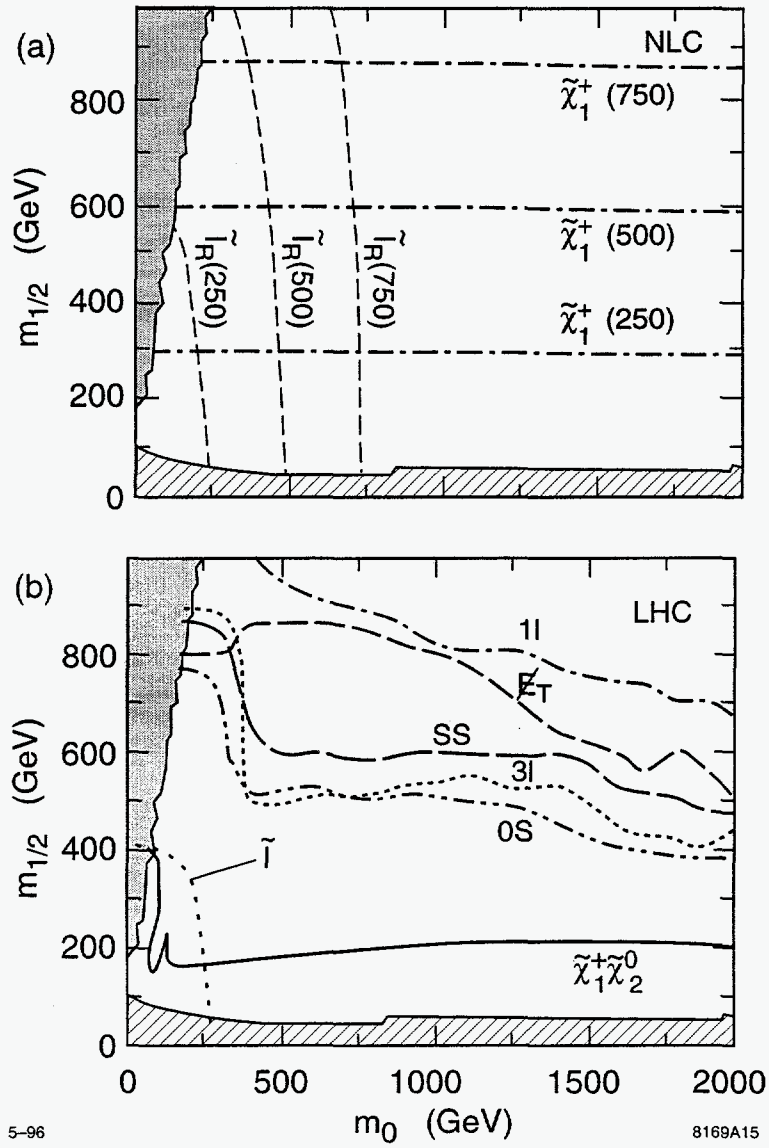 (a)
NLC
800
600
400
200
0
m1/2 (GeV)
χ̃1+ (750)
χ̃1+ (500)
χ̃1+ (250)
l̃R(250)
l̃R(500)
l̃R(750)
(b)
LHC
800
600
400
200
0
m1/2 (GeV)
1l
E̸T
SS
3l
0S
l̃
χ̃1+χ̃20
0 500 1000 1500 2000
m0 (GeV)
5–96
8169A15